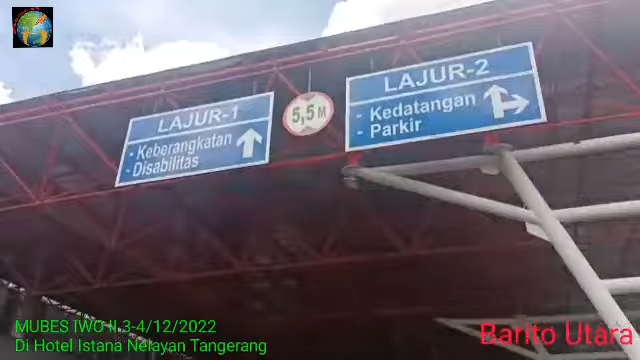 LAJUR-1
- Keberangkatan
- Disabilitas
5,5 M
LAJUR-2
- Kedatangan
- Parkir
MUBES IWO II 3-4/12/2022
Di Hotel Istana Nelayan Tangerang
Barito Utara